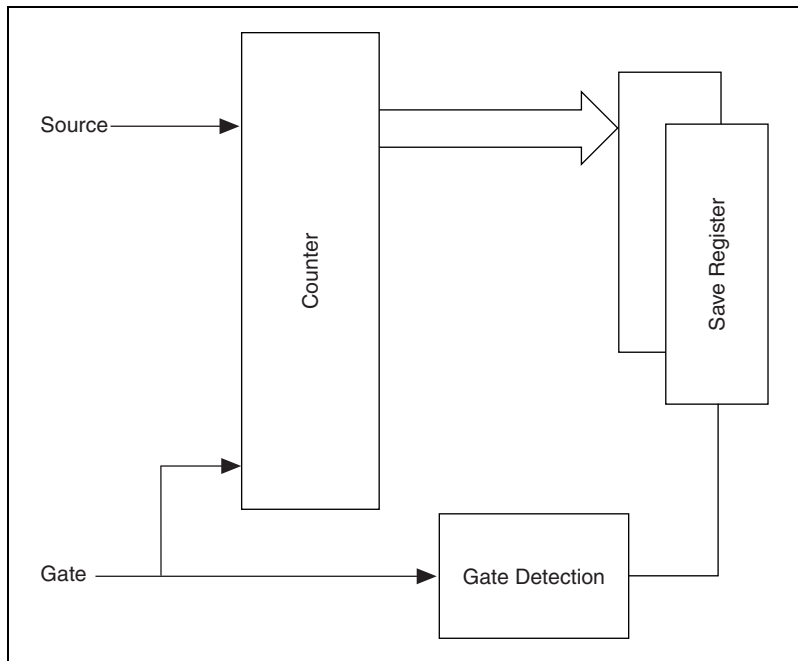 Source
Counter
Save Register
Gate
Gate Detection